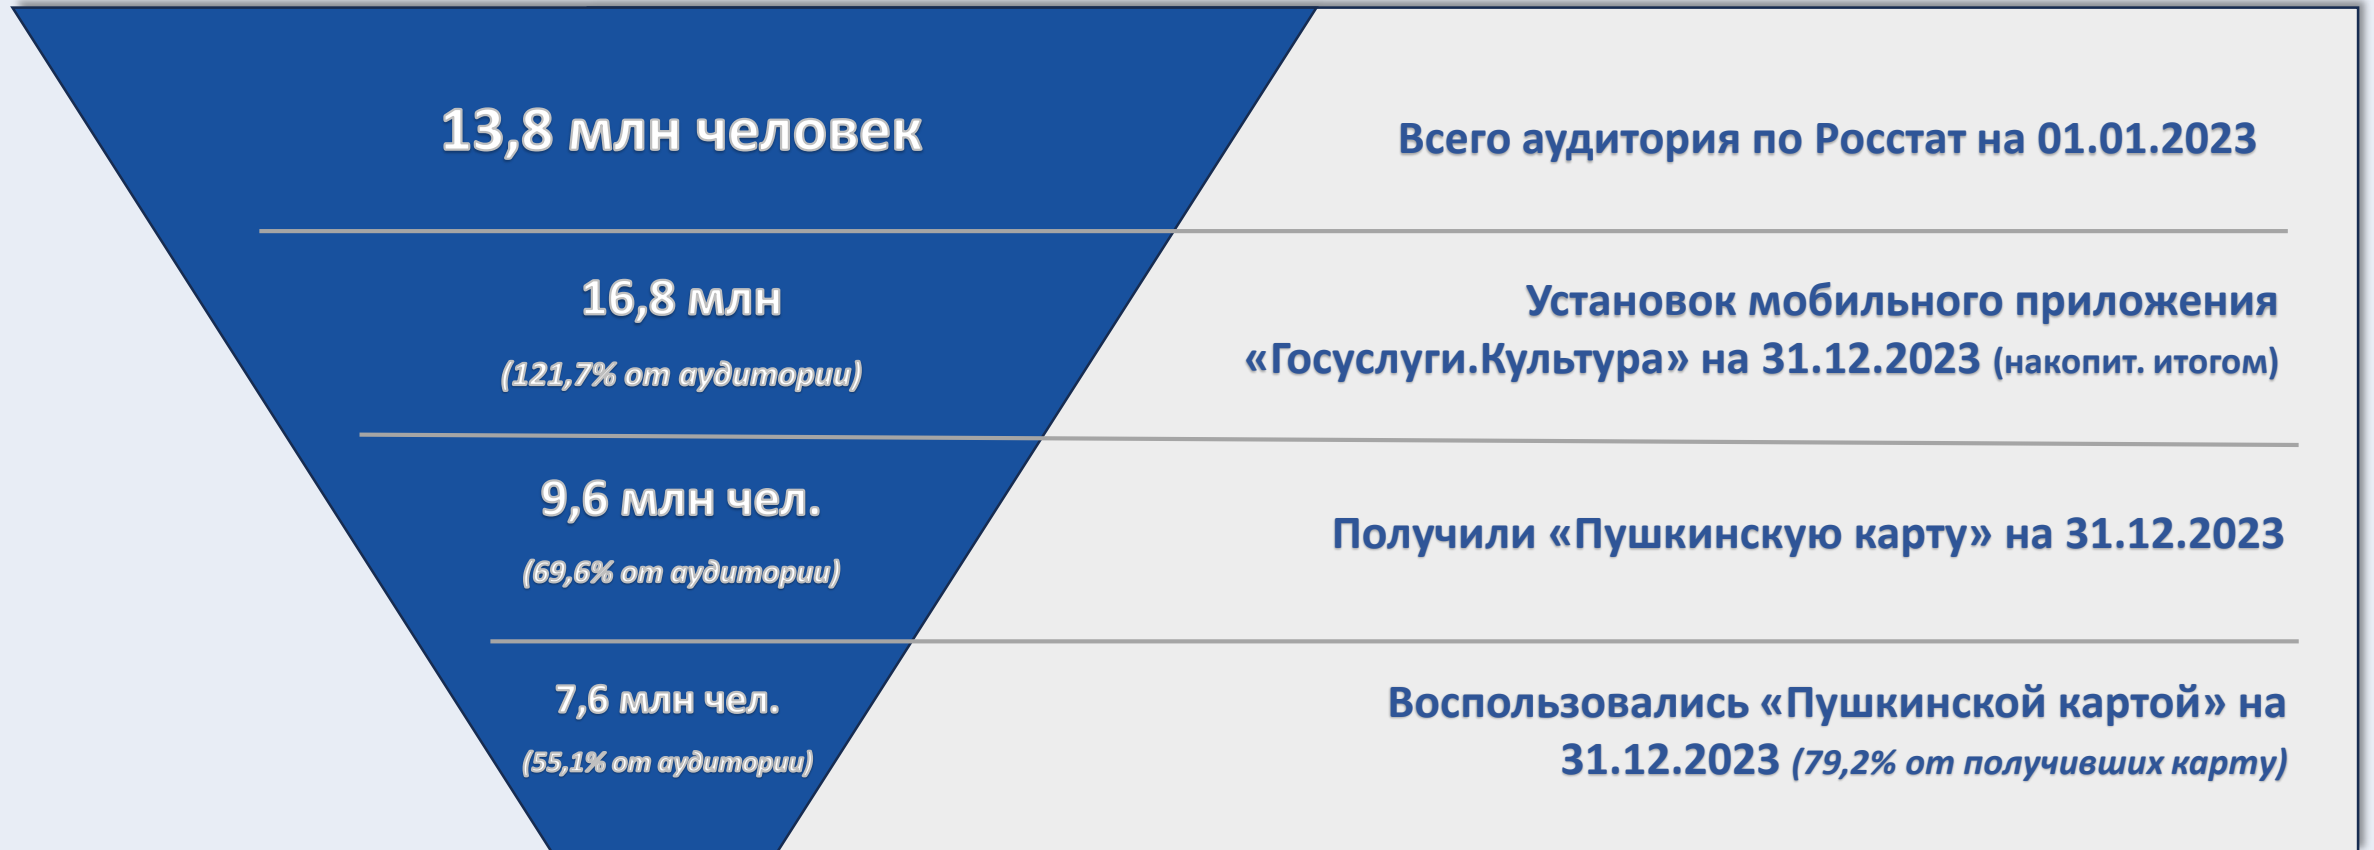 13,8 млн человек
Всего аудитория по Росстат на 01.01.2023
16,8 млн
(121,7% от аудитории)
Установок мобильного приложения
«Госуслуги.Культура» на 31.12.2023 (накопит. итогом)
9,6 млн чел.
(69,6% от аудитории)
Получили «Пушкинскую карту» на 31.12.2023
7,6 млн чел.
(55,1% от аудитории)
Воспользовались «Пушкинской картой» на
31.12.2023 (79,2% от получивших карту)